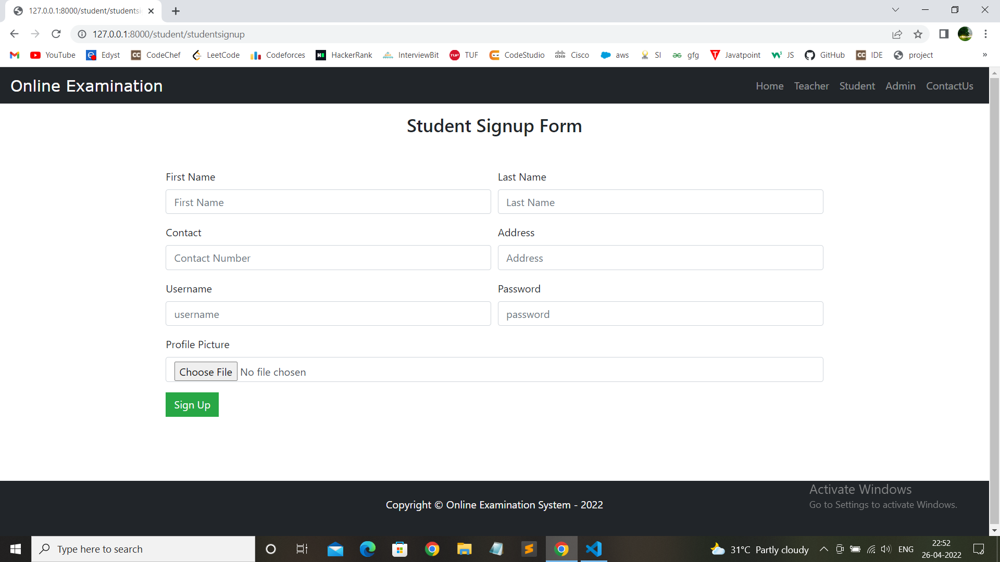 127.0.0.1:8000/student/studentsi
127.0.0.1:8000/student/studentsignup
YouTube Edyst CodeChef LeetCode Codeforces HackerRank InterviewBit TUF CodeStudio Cisco aws SI gfg Javatpoint JS GitHub IDE project »
Online Examination Home Teacher Student Admin ContactUs
Student Signup Form
First Name Last Name
First Name Last Name
Contact Address
Contact Number Address
Username Password
username password
Profile Picture
Choose File No file chosen
Sign Up
Activate Windows
Copyright © Online Examination System - 2022 Go to Settings to activate Windows.
Type here to search 31°C Partly cloudy ENG 22:52
26-04-2022